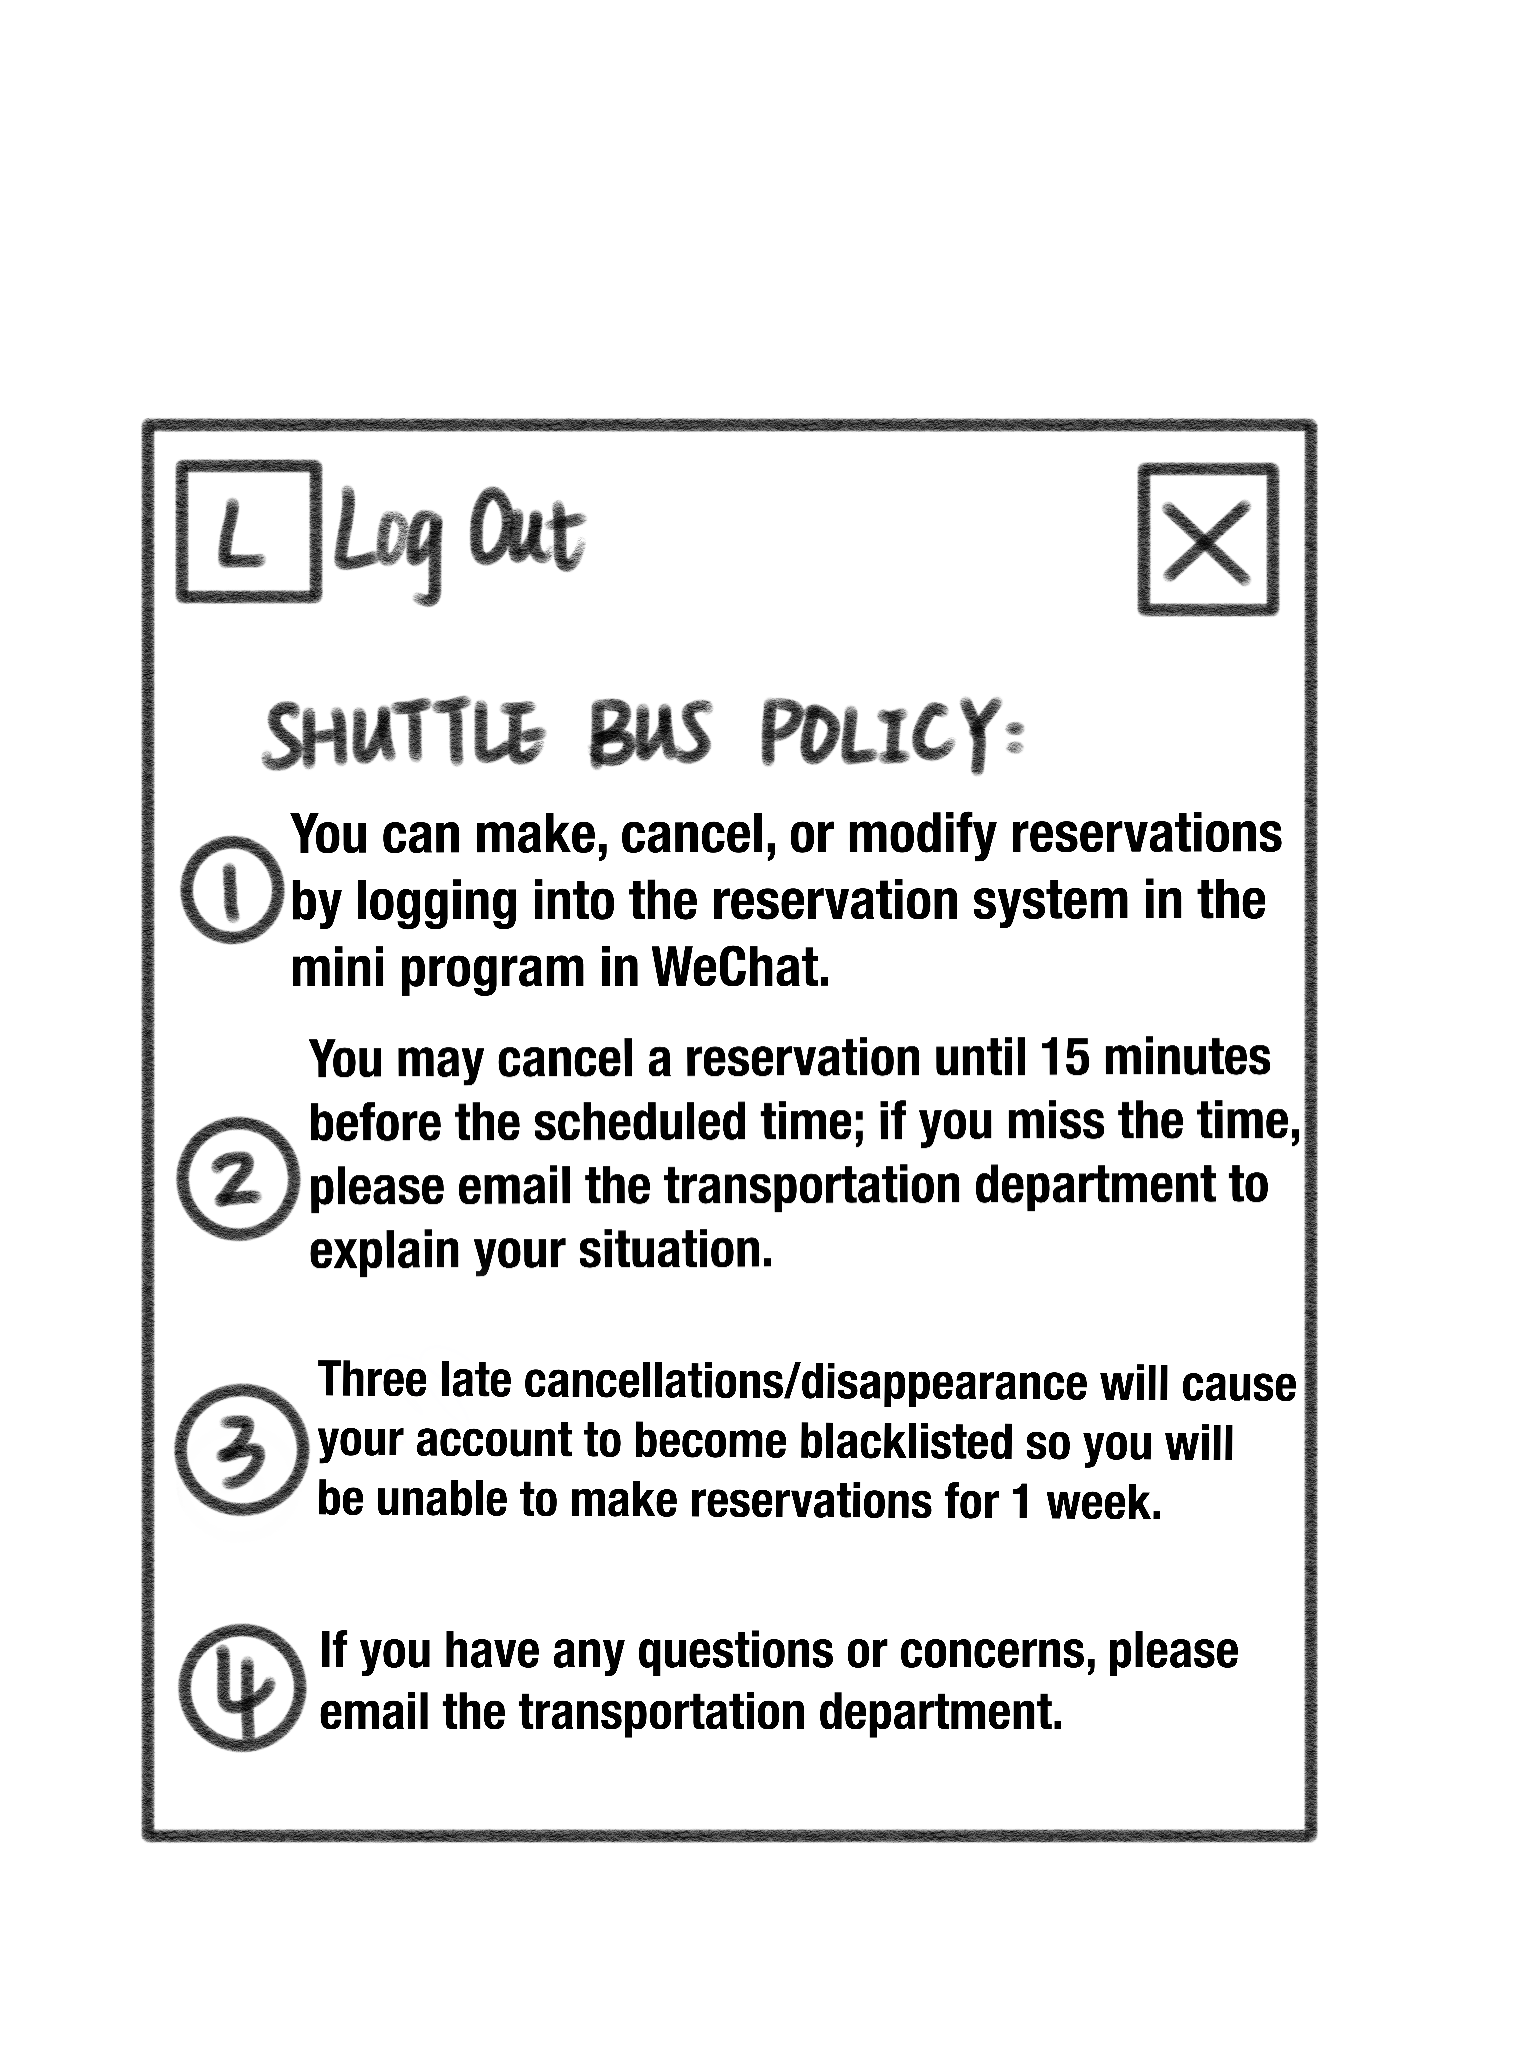 L Log Out X
SHUTTLE BUS POLICY:
1 You can make, cancel, or modify reservations
by logging into the reservation system in the
mini program in WeChat.
2 You may cancel a reservation until 15 minutes
before the scheduled time; if you miss the time,
please email the transportation department to
explain your situation.
3 Three late cancellations/disappearance will cause
your account to become blacklisted so you will
be unable to make reservations for 1 week.
4 If you have any questions or concerns, please
email the transportation department.